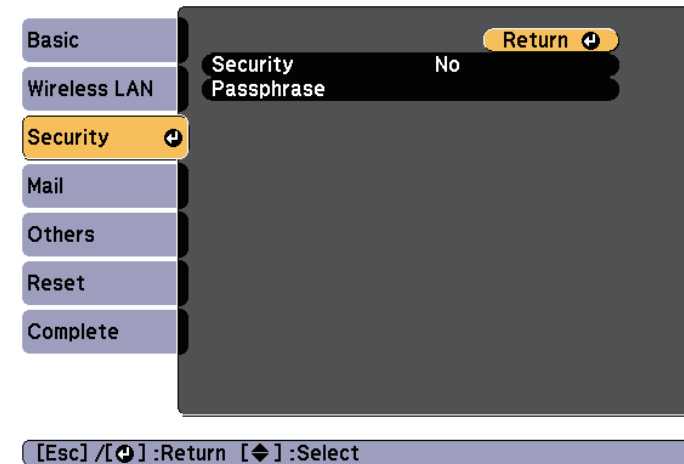 Basic
Wireless LAN
Security
Mail
Others
Reset
Complete
Return
Security No
Passphrase
[Esc] /[ ] :Return [ ] :Select